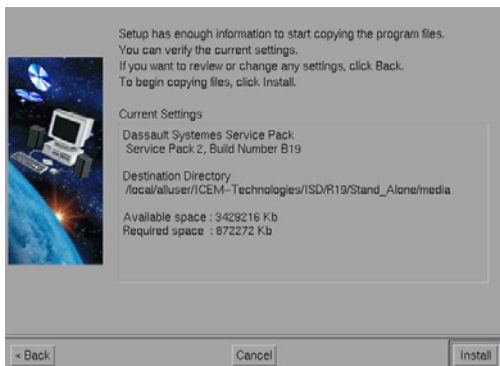 Setup has enough information to start copying the program files.
You can verify the current settings.
If you want to review or change any settings, click Back.
To begin copying files, click Install.
Current Settings
Dassault Systemes Service Pack
Service Pack 2, Build Number B19
Destination Directory
/local/alluser/ICEM-Technologies/ISD/R19/Stand_Alone/media
Available space : 3429216 Kb
Required space : 872272 Kb
< Back
Cancel
Install